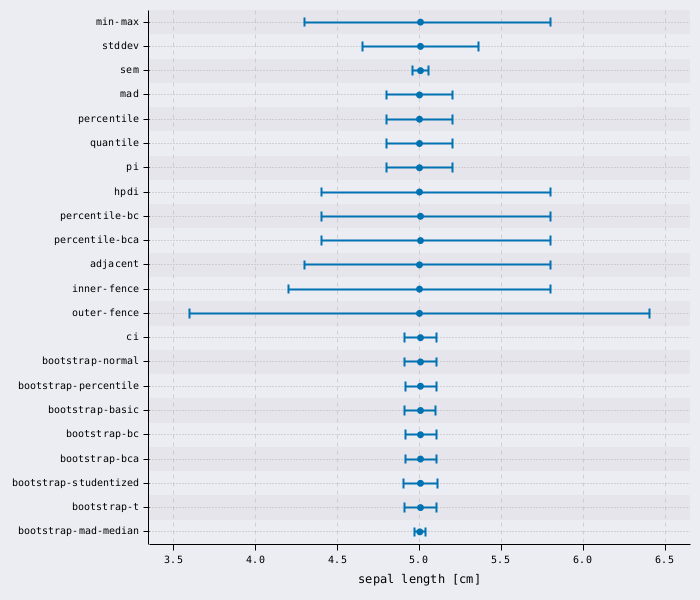 min-max
stddev
sem
mad
percentile
quantile
pi
hpdi
percentile-bc
percentile-bca
adjacent
inner-fence
outer-fence
ci
bootstrap-normal
bootstrap-percentile
bootstrap-basic
bootstrap-bc
bootstrap-bca
bootstrap-studentized
bootstrap-t
bootstrap-mad-median
3.5 4.0 4.5 5.0 5.5 6.0 6.5
sepal length [cm]